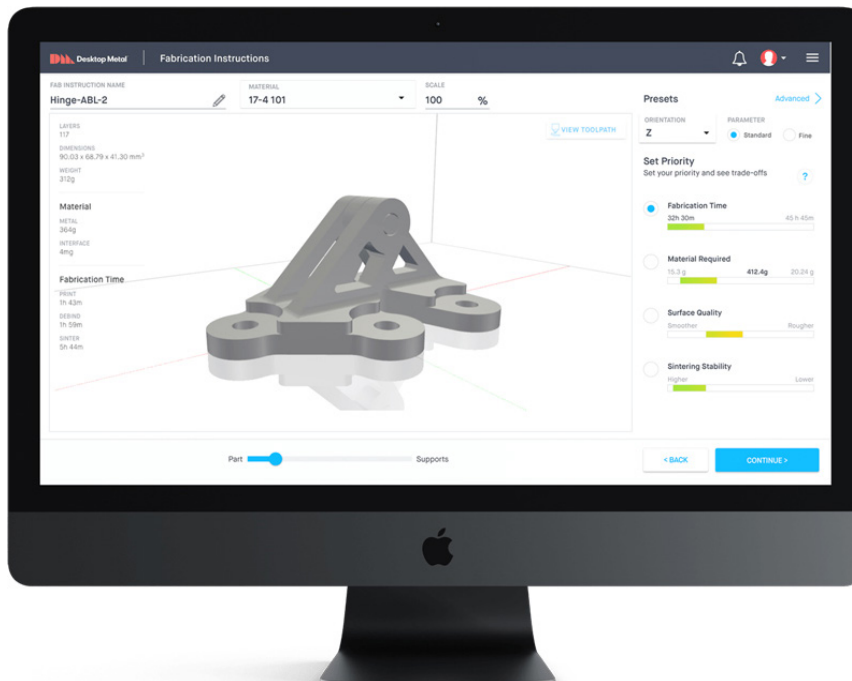 Desktop Metal
Fabrication Instructions
FAB INSTRUCTION NAME
Hinge-ABL-2
MATERIAL
17-4 101
SCALE
100 %
LAYERS
117
DIMENSIONS
90.03 x 68.79 x 41.30 mm³
WEIGHT
312g
Material
METAL
364g
INTERFACE
4mg
Fabrication Time
PRINT
1h 43m
DEBIND
1h 59m
SINTER
5h 44m
VIEW TOOLPATH
Part
Supports
Presets
Advanced >
ORIENTATION
Z
PARAMETER
Standard
Fine
Set Priority
Set your priority and see trade-offs
?
Fabrication Time
32h 30m
45 h 45m
Material Required
15.3 g
412.4g
20.24 g
Surface Quality
Smoother
Rougher
Sintering Stability
Higher
Lower
< BACK
CONTINUE >